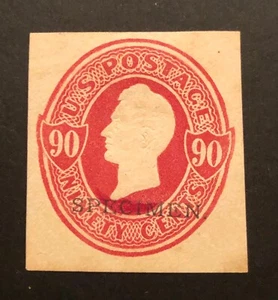 U.S. POSTAGE
90 90
SPECIMEN
NINETY CENTS